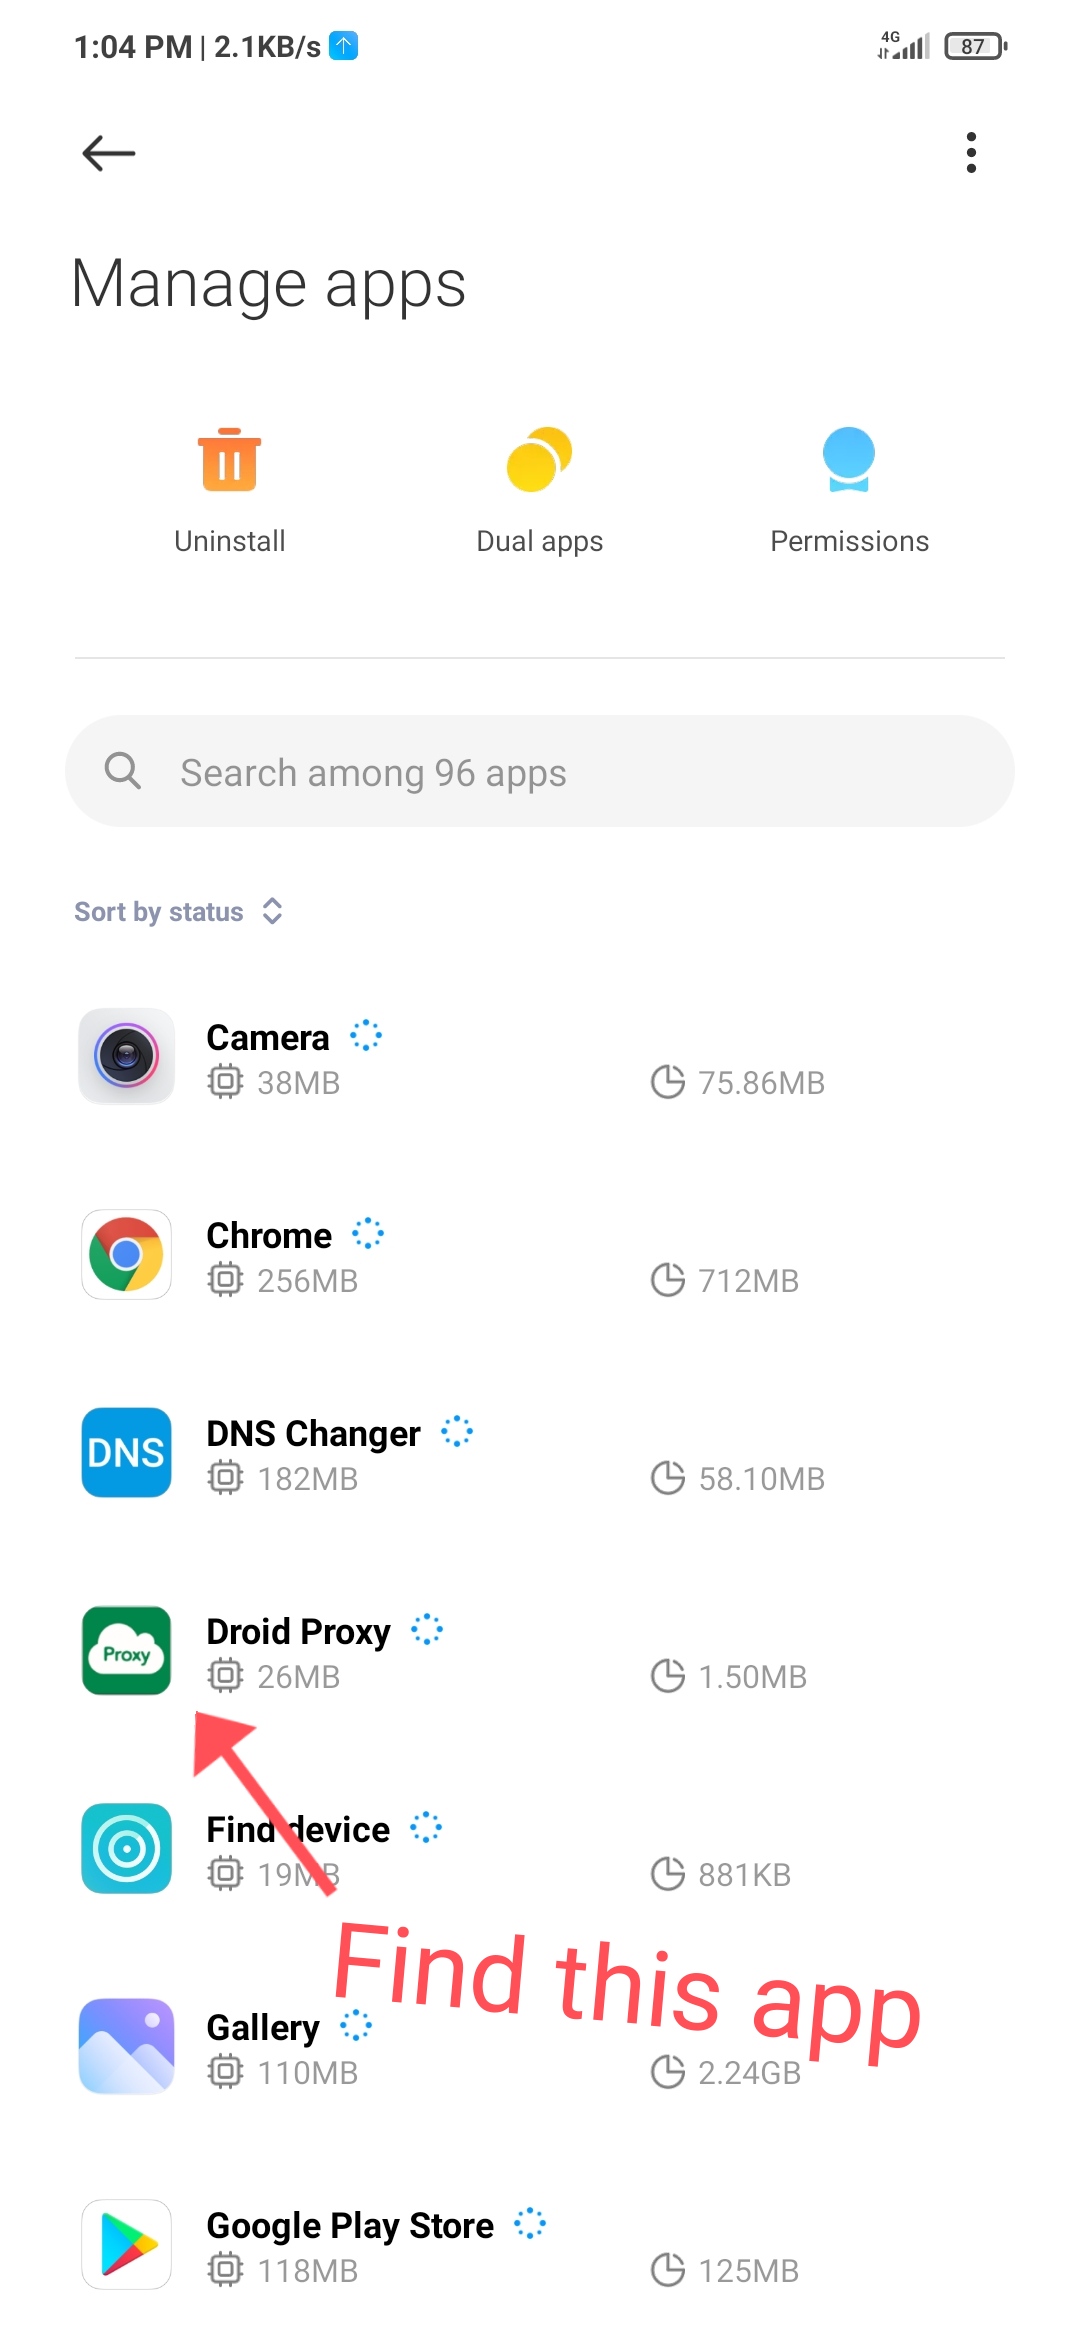 1:04 PM | 2.1KB/s
4G
87
Manage apps
Uninstall
Dual apps
Permissions
Search among 96 apps
Sort by status
Camera
38MB
75.86MB
Chrome
256MB
712MB
DNS
DNS Changer
182MB
58.10MB
Proxy
Droid Proxy
26MB
1.50MB
Find device
19MB
881KB
Find this app
Gallery
110MB
2.24GB
Google Play Store
118MB
125MB